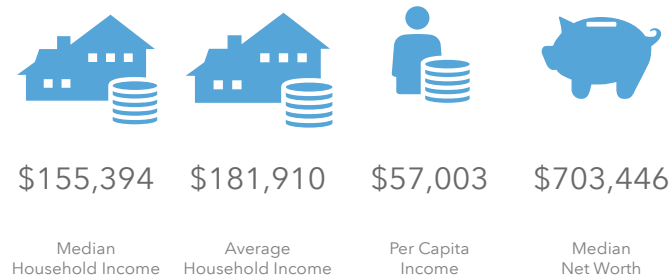 $155,394
$181,910
$57,003
$703,446
Median
Household Income
Average
Household Income
Per Capita
Income
Median
Net Worth